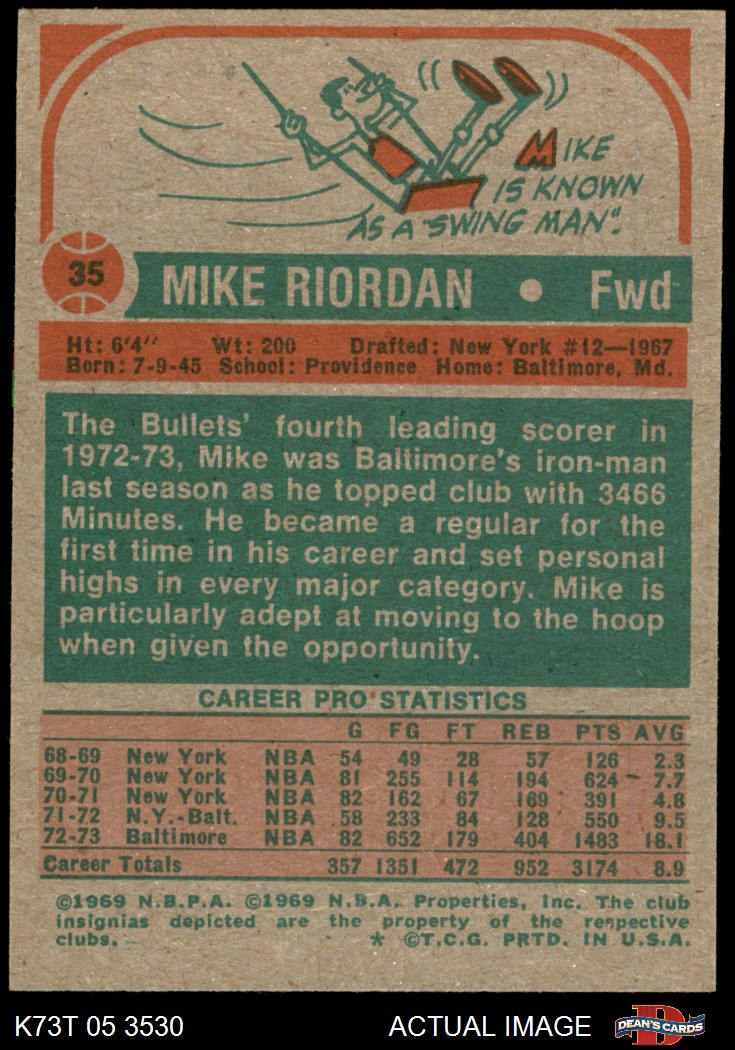 MIKE
IS KNOWN
AS A "SWING MAN".
35
MIKE RIORDAN • Fwd
Ht: 6'4" Wt: 200 Drafted: New York #12—1967
Born: 7-9-45 School: Providence Home: Baltimore, Md.
The Bullets' fourth leading scorer in
1972-73, Mike was Baltimore's iron-man
last season as he topped club with 3466
Minutes. He became a regular for the
first time in his career and set personal
highs in every major category. Mike is
particularly adept at moving to the hoop
when given the opportunity.
CAREER PRO STATISTICS
G FG FT REB PTS AVG
68-69 New York NBA 54 49 28 57 126 2.3
69-70 New York NBA 81 255 114 194 624 7.7
70-71 New York NBA 82 162 67 169 391 4.8
71-72 N.Y.-Balt. NBA 58 233 84 128 550 9.5
72-73 Baltimore NBA 82 652 179 404 1483 18.1
Career Totals 357 1351 472 952 3174 8.9
©1969 N.B.P.A. ©1969 N.B.A. Properties, Inc. The club
insignias depicted are the property of the respective
clubs. * ©T.C.G. PRTD. IN U.S.A.
K73T 05 3530 ACTUAL IMAGE DEAN'S CARDS